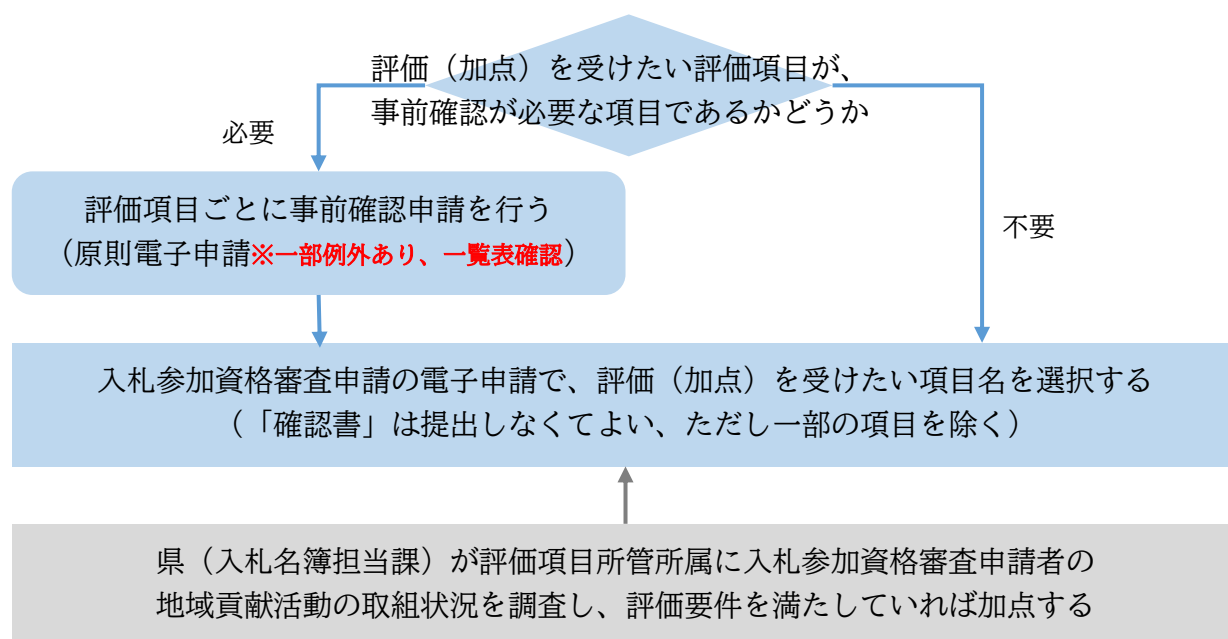 評価（加点）を受けたい評価項目が、
事前確認が必要な項目であるかどうか
必要
評価項目ごとに事前確認申請を行う
（原則電子申請※一部例外あり、一覧表確認）
不要
入札参加資格審査申請の電子申請で、評価（加点）を受けたい項目名を選択する
（「確認書」は提出しなくてよい、ただし一部の項目を除く）
県（入札名簿担当課）が評価項目所管所属に入札参加資格審査申請者の
地域貢献活動の取組状況を調査し、評価要件を満たしていれば加点する